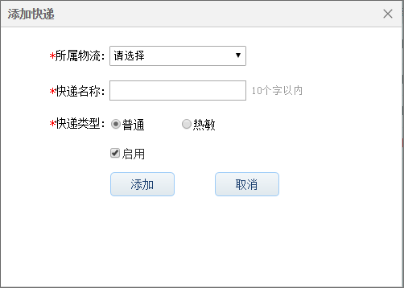 添加快递
*所属物流: 请选择
*快递名称: 10个字以内
*快递类型: 普通 热敏
启用
添加 取消